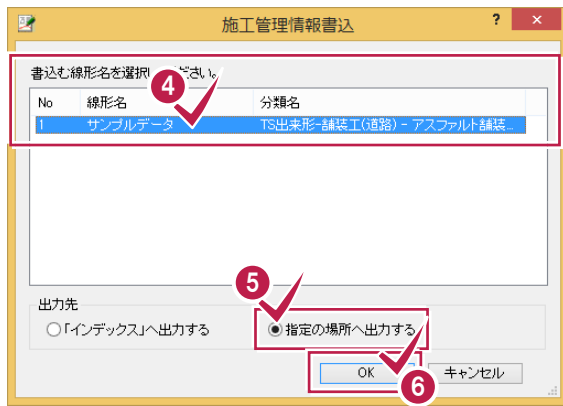 施工管理情報書込
? ×
書込む線形名を選択してください。
④
No 線形名 分類名
1 サンプルデータ TS出来形-舗装工(道路) - アスファルト舗装...
⑤
出力先
「インデックス」へ出力する 指定の場所へ出力する
OK キャンセル
⑥